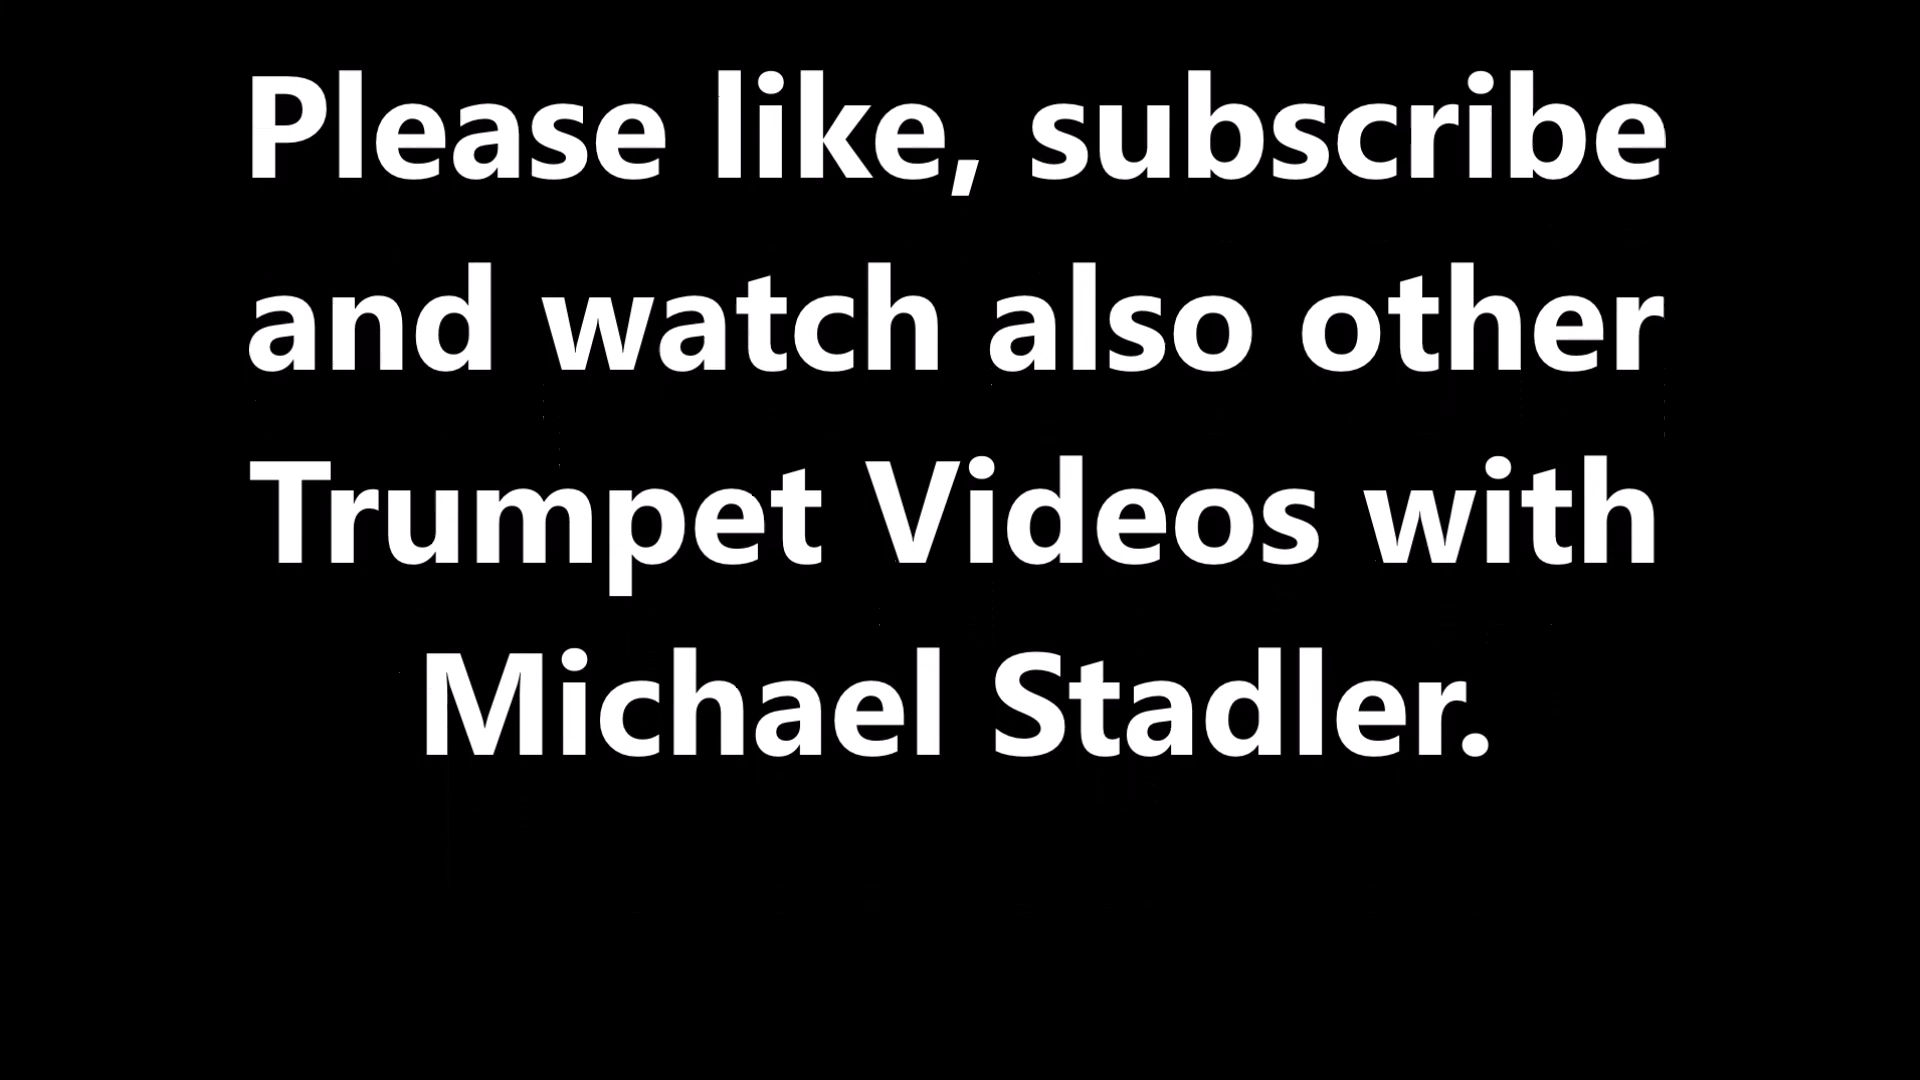 Please like, subscribe
and watch also other
Trumpet Videos with
Michael Stadler.